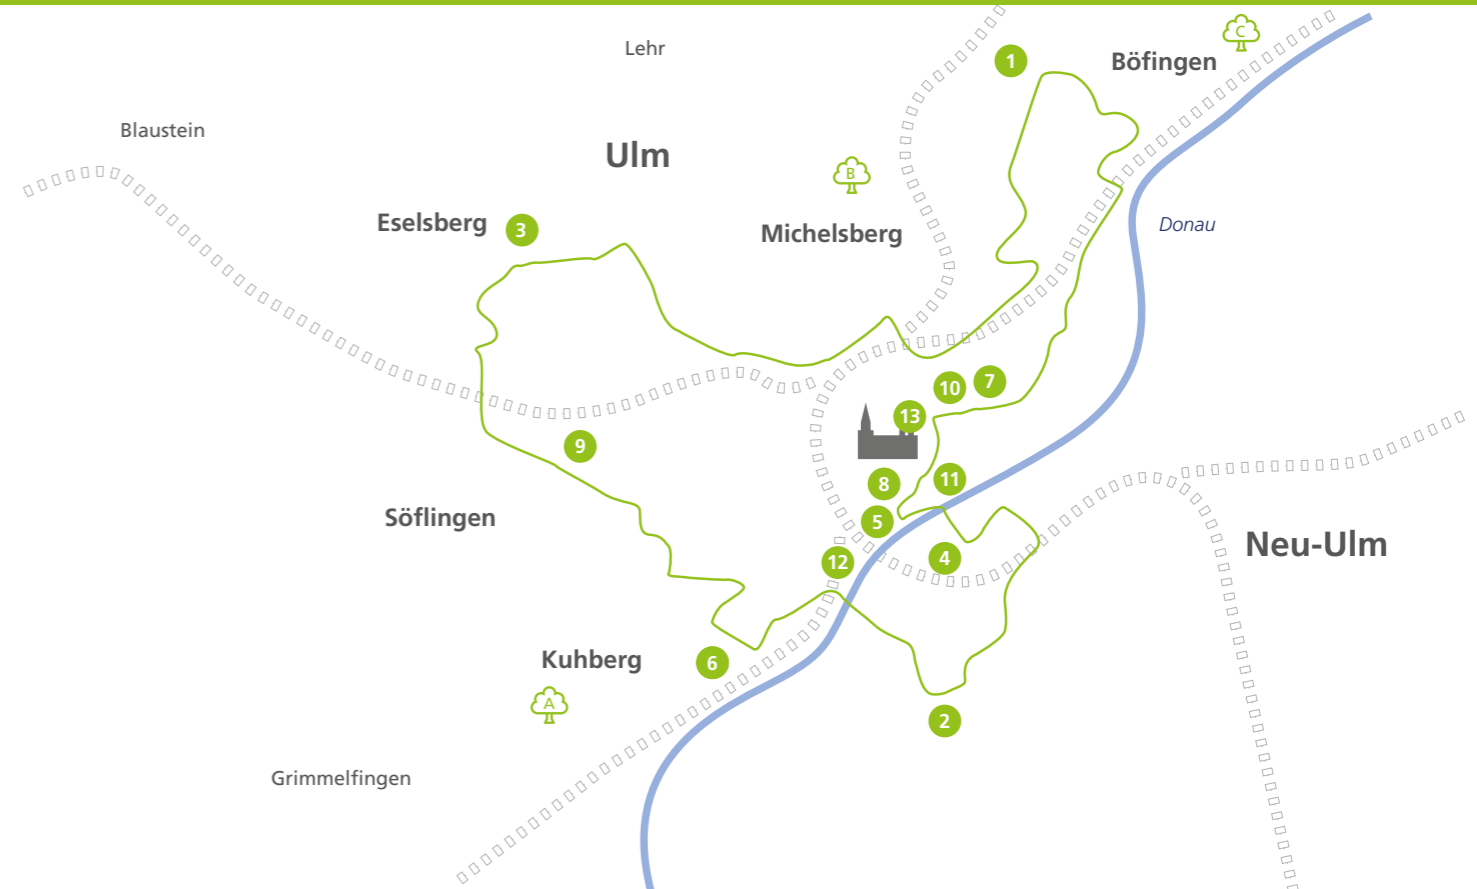 C
Lehr
1
Böfingen
Blaustein
Ulm
B
Eselsberg
3
Michelsberg
Donau
10
7
13
9
8
11
Söflingen
5
4
12
Neu-Ulm
Kuhberg
6
A
2
Grimmelfingen